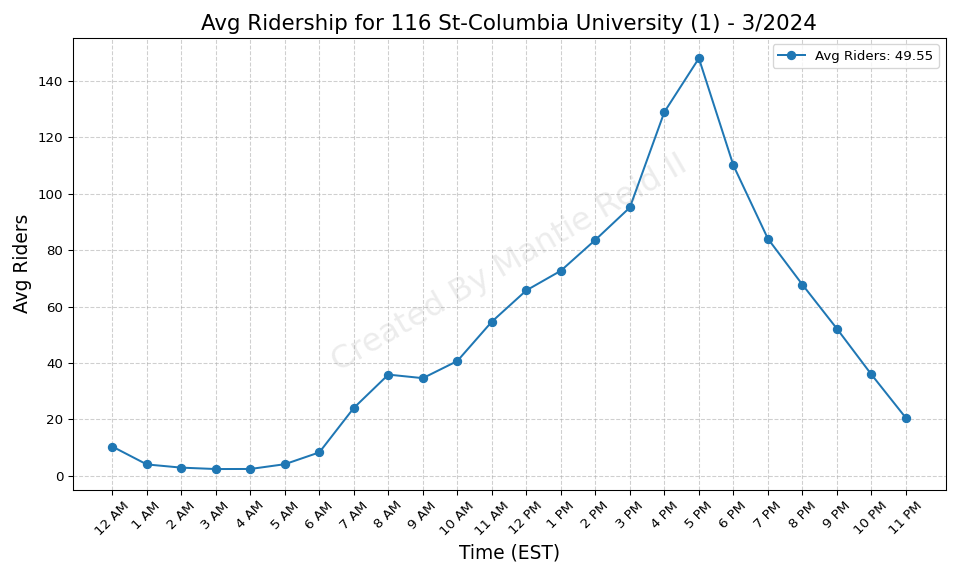 Avg Ridership for 116 St-Columbia University (1) - 3/2024
Avg Riders: 49.55
Avg Riders
140
120
100
80
60
40
20
0
Created By Mantie Reid II
12 AM
1 AM
2 AM
3 AM
4 AM
5 AM
6 AM
7 AM
8 AM
9 AM
10 AM
11 AM
12 PM
1 PM
2 PM
3 PM
4 PM
5 PM
6 PM
7 PM
8 PM
9 PM
10 PM
11 PM
Time (EST)